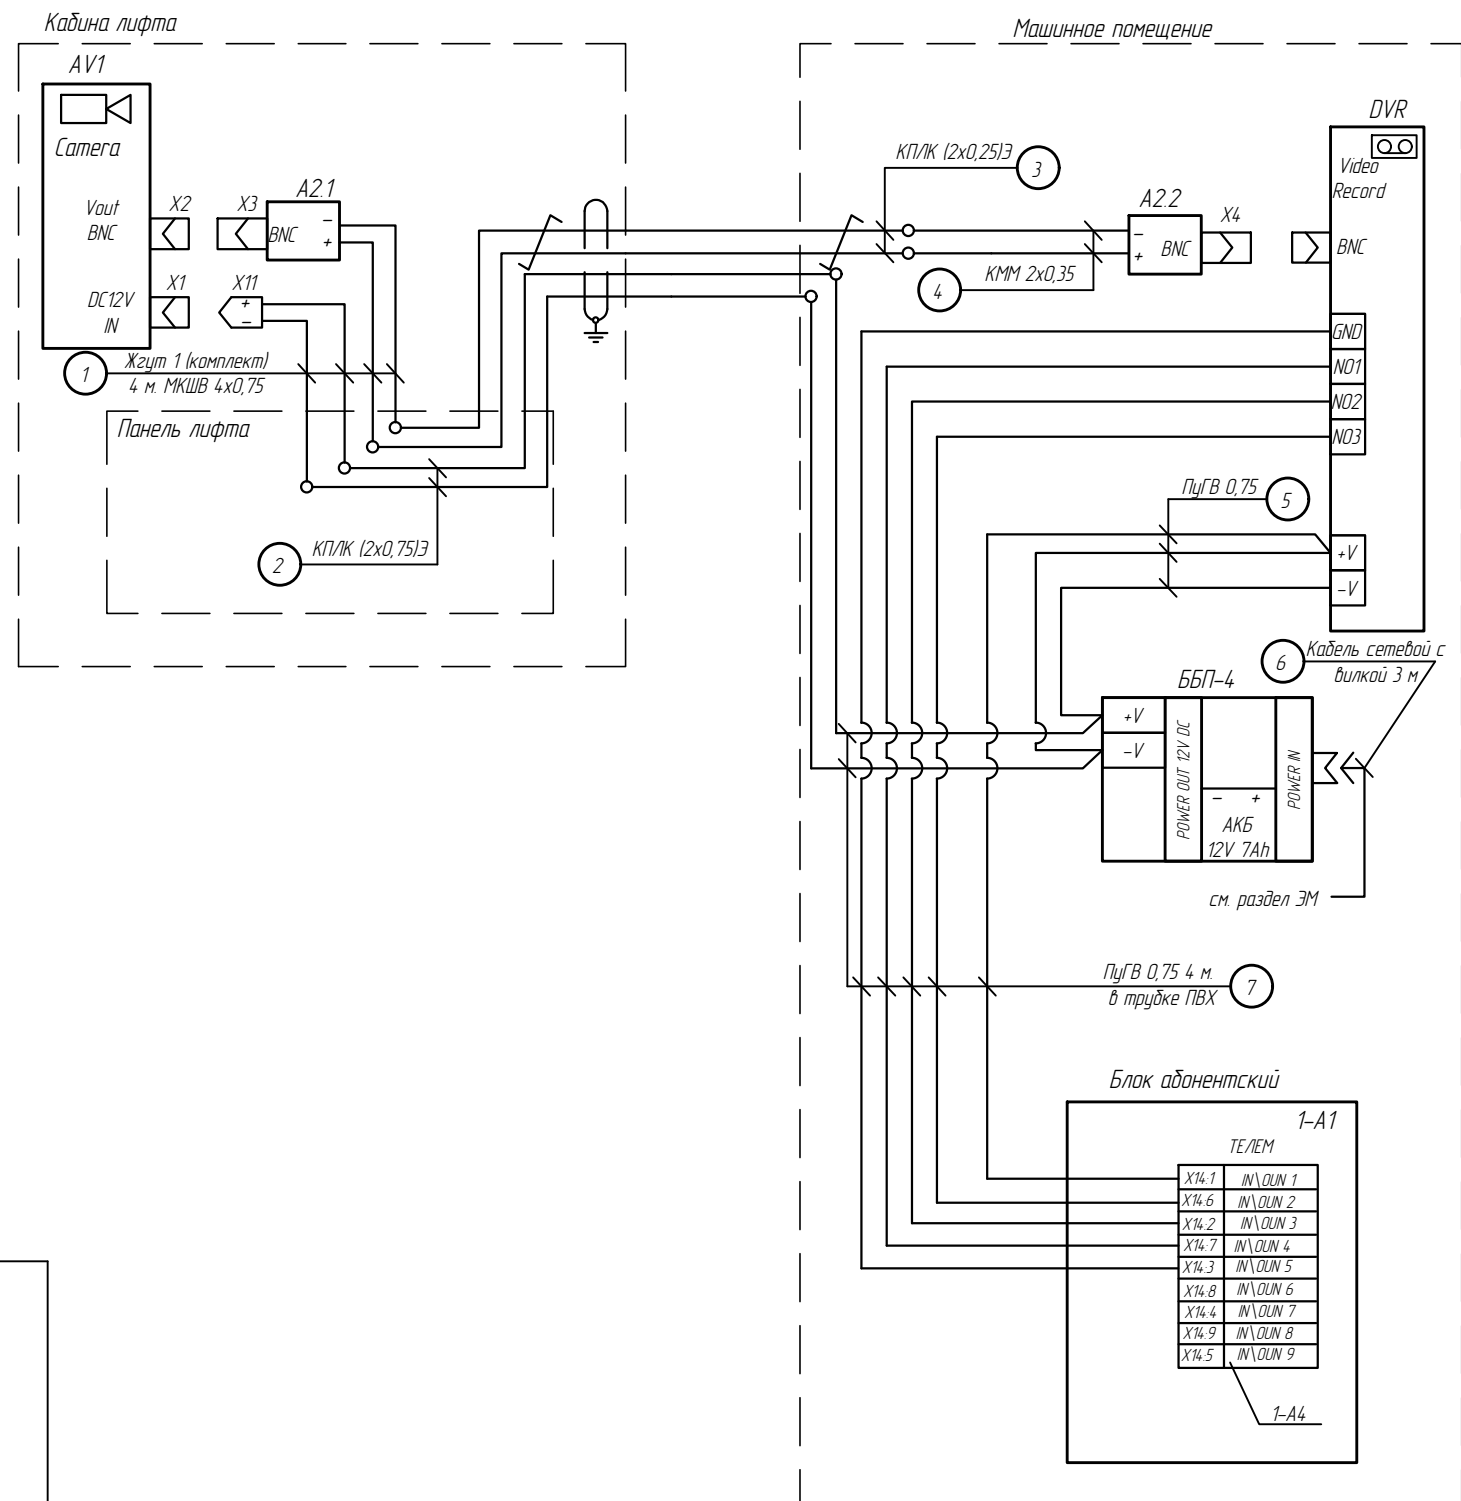 Кабина лифта
AV1
Camera
Vout
BNC
X2
X3
A2.1
BNC
–
+
DC12V
IN
X1
X11
+
–
1
Жгут 1 (комплект)
4 м. МКШВ 4х0,75
Панель лифта
2
КПЛК (2х0,75)Э
Машинное помещение
DVR
Video
Record
КПЛК (2х0,25)Э
3
A2.2
X4
–
+
BNC
BNC
4
КММ 2х0,35
GND
NO1
NO2
NO3
ПуГВ 0,75
5
+V
–V
6
Кабель сетевой с
вилкой 3 м
ББП-4
+V
–V
POWER OUT 12V DC
POWER IN
– +
АКБ
12V 7Ah
см. раздел ЭМ
ПуГВ 0,75 4 м.
в трубке ПВХ
7
Блок абонентский
1-А1
ТЕЛЕМ
X14:1 IN\OUN 1
X14:6 IN\OUN 2
X14:2 IN\OUN 3
X14:7 IN\OUN 4
X14:3 IN\OUN 5
X14:8 IN\OUN 6
X14:4 IN\OUN 7
X14:9 IN\OUN 8
X14:5 IN\OUN 9
1-А4